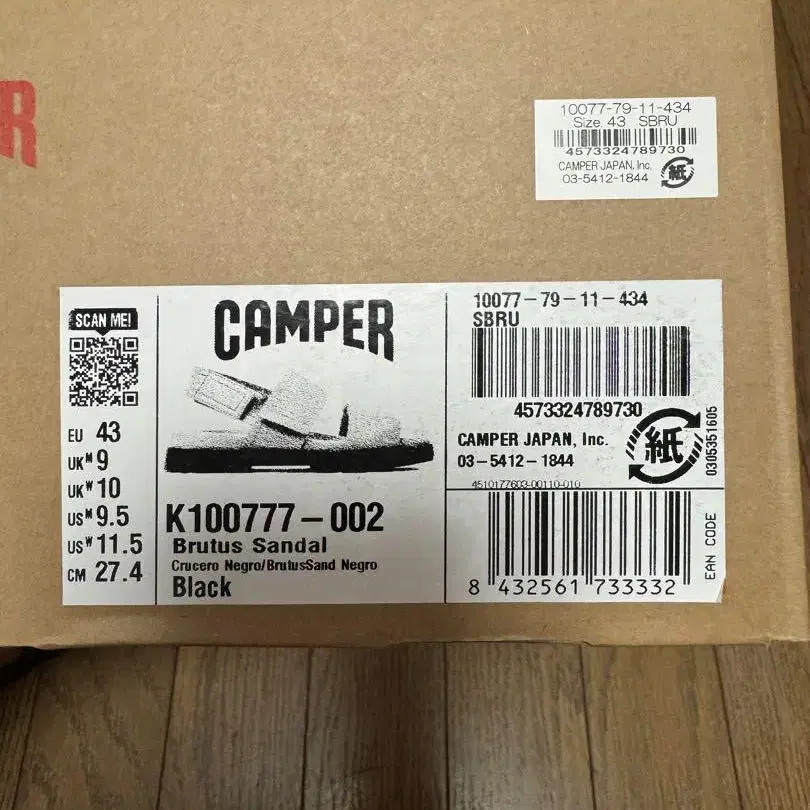 R
10077-79-11-434
Size. 43 SBRU
4573324789730
CAMPER JAPAN, Inc.
03-5412-1844
紙
SCAN ME!
EU 43
UK M 9
UK W 10
US M 9.5
US W 11.5
CM 27.4
CAMPER
K100777-002
Brutus Sandal
Crucero Negro/BrutusSand Negro
Black
10077-79-11-434
SBRU
4573324789730
CAMPER JAPAN, Inc.
03-5412-1844
紙
0305351605
4510177603-00110-010
8 432561 733332
EAN CODE